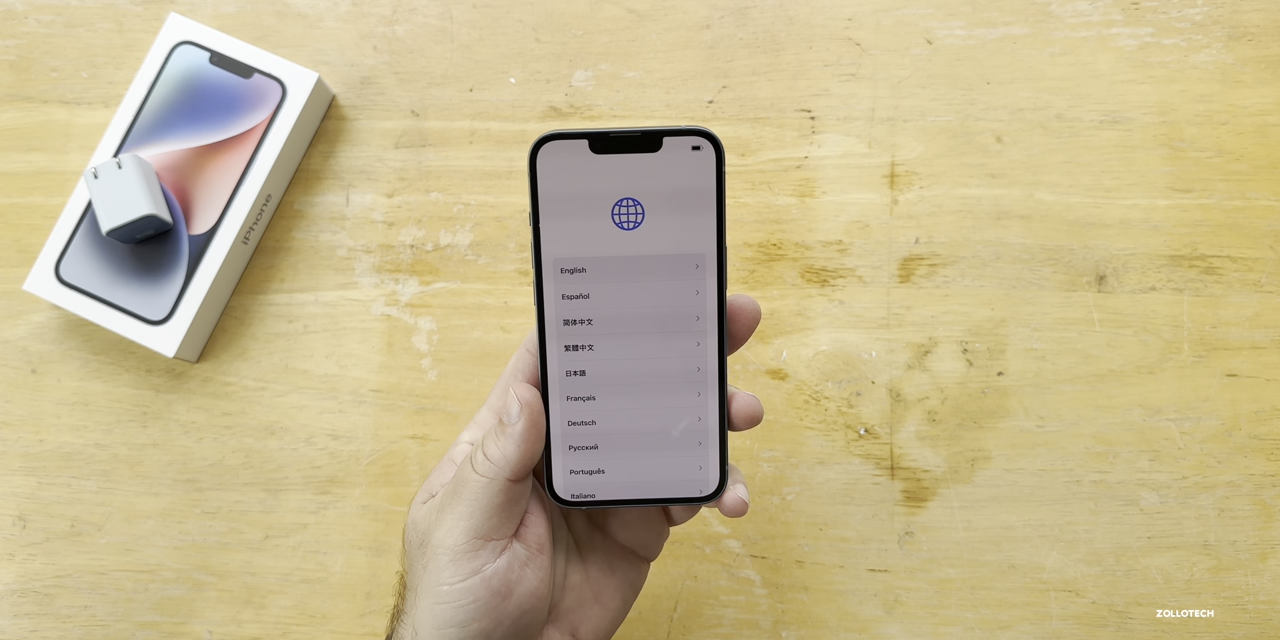 iPhone
English
Español
简体中文
繁體中文
日本語
Français
Deutsch
Русский
Português
Italiano
ZOLLOTECH